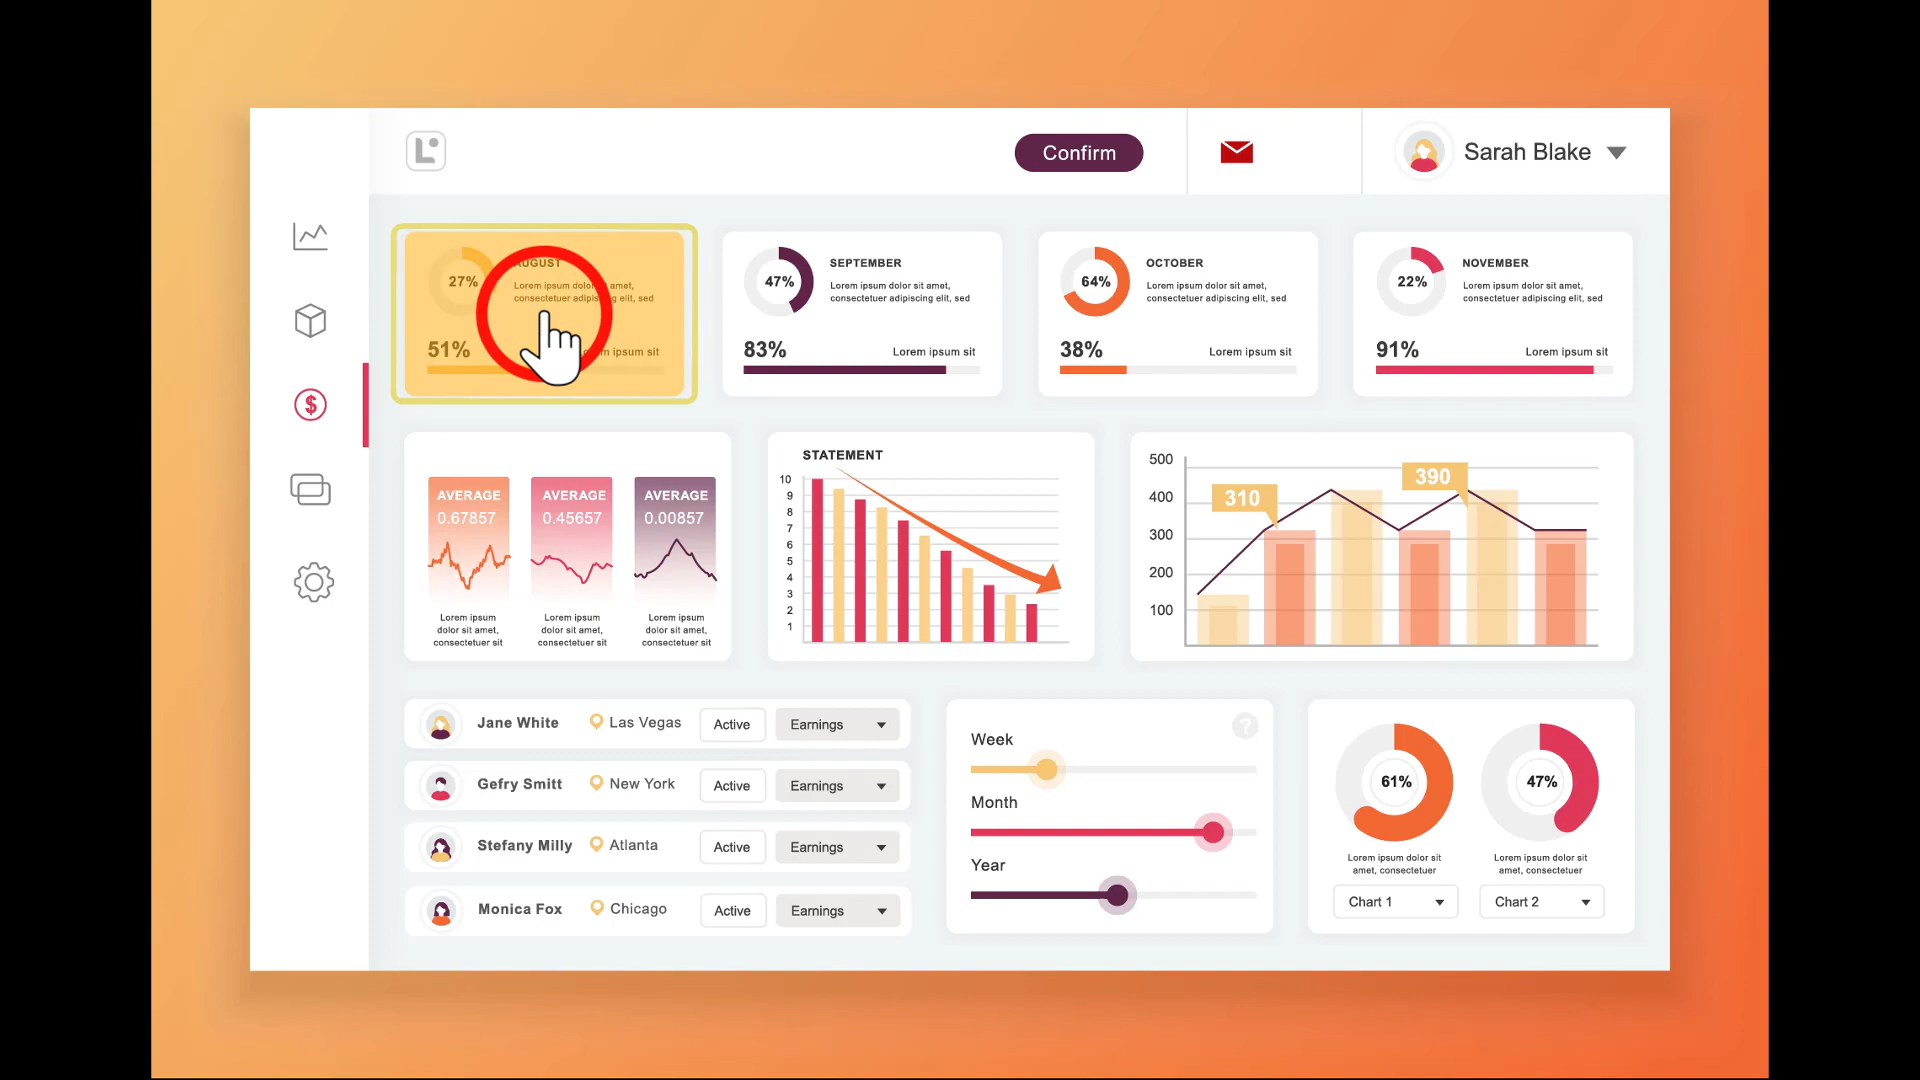 Confirm
Sarah Blake
27%
AUGUST
Lorem ipsum dolor sit amet,
consectetuer adipiscing elit, sed
51%
Lorem ipsum sit
47%
SEPTEMBER
Lorem ipsum dolor sit amet,
consectetuer adipiscing elit, sed
83%
Lorem ipsum sit
64%
OCTOBER
Lorem ipsum dolor sit amet,
consectetuer adipiscing elit, sed
38%
Lorem ipsum sit
22%
NOVEMBER
Lorem ipsum dolor sit amet,
consectetuer adipiscing elit, sed
91%
Lorem ipsum sit
AVERAGE
0.67857
Lorem ipsum
dolor sit amet,
consectetuer sit
AVERAGE
0.45657
Lorem ipsum
dolor sit amet,
consectetuer sit
AVERAGE
0.00857
Lorem ipsum
dolor sit amet,
consectetuer sit
STATEMENT
10
9
8
7
6
5
4
3
2
1
500
400
300
200
100
310
390
Jane White
Las Vegas
Active
Earnings
Gefry Smitt
New York
Active
Earnings
Stefany Milly
Atlanta
Active
Earnings
Monica Fox
Chicago
Active
Earnings
?
Week
Month
Year
61%
Lorem ipsum dolor sit
amet, consectetuer
Chart 1
47%
Lorem ipsum dolor sit
amet, consectetuer
Chart 2